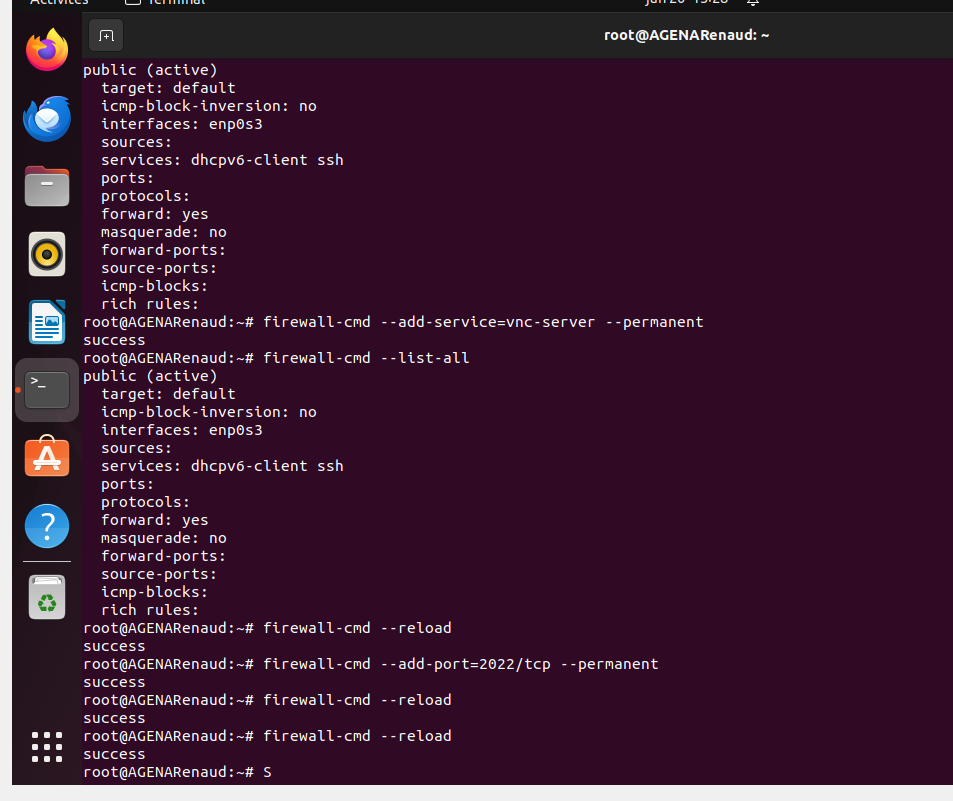 Activités Terminal
root@AGENARenaud: ~
public (active)
target: default
icmp-block-inversion: no
interfaces: enp0s3
sources:
services: dhcpv6-client ssh
ports:
protocols:
forward: yes
masquerade: no
forward-ports:
source-ports:
icmp-blocks:
rich rules:
root@AGENARenaud:~# firewall-cmd --add-service=vnc-server --permanent
success
root@AGENARenaud:~# firewall-cmd --list-all
public (active)
target: default
icmp-block-inversion: no
interfaces: enp0s3
sources:
services: dhcpv6-client ssh
ports:
protocols:
forward: yes
masquerade: no
forward-ports:
source-ports:
icmp-blocks:
rich rules:
root@AGENARenaud:~# firewall-cmd --reload
success
root@AGENARenaud:~# firewall-cmd --add-port=2022/tcp --permanent
success
root@AGENARenaud:~# firewall-cmd --reload
success
root@AGENARenaud:~# firewall-cmd --reload
success
root@AGENARenaud:~# S